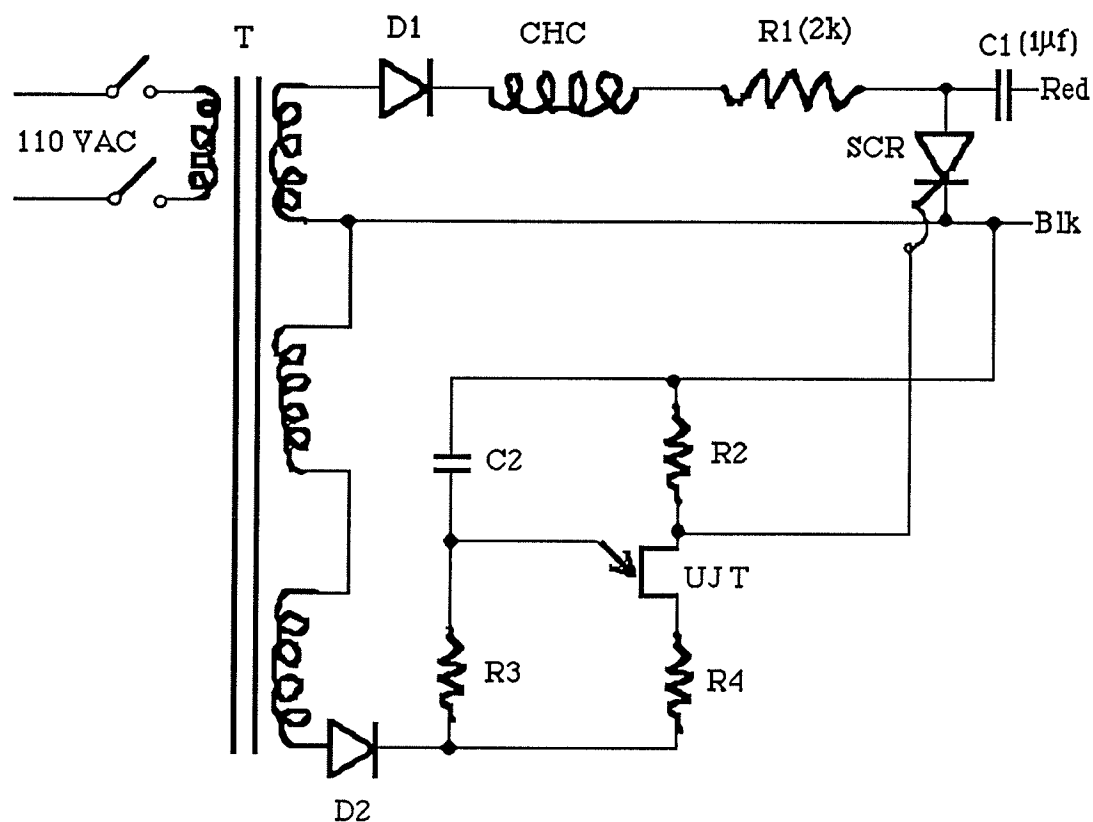 T
D1
CHC
R1(2k)
C1(1µf)
Red
110 VAC
SCR
Blk
C2
R2
UJT
R3
R4
D2